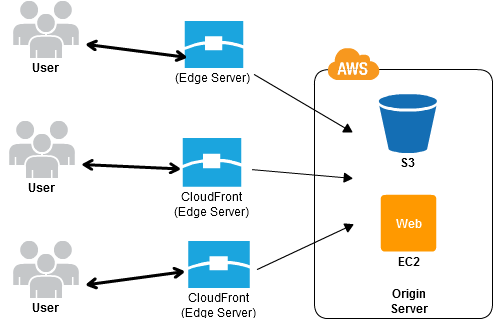 User
(Edge Server)
AWS
S3
User
CloudFront
(Edge Server)
Web
EC2
User
CloudFront
(Edge Server)
Origin
Server